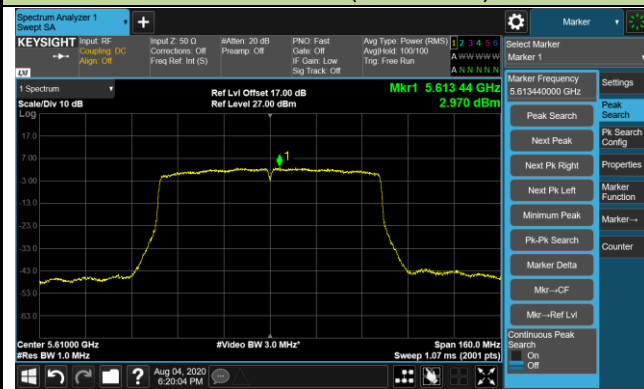 Spectrum Analyzer 1
Swept SA
Marker
KEYSIGHT
Input: RF
Coupling: DC
Align: Off
Input Z: 50 Ω
Corrections: Off
Freq Ref: Int (S)
#Atten: 20 dB
Preamp: Off
PNO: Fast
Gate: Off
IF Gain: Low
Sig Track: Off
Avg Type: Power (RMS)
Avg|Hold: 100/100
Trig: Free Run
1 2 3 4 5 6
A W W W W W
A N N N N N
LXI
Select Marker
Marker 1
1 Spectrum
Scale/Div 10 dB
Log
Ref Lvl Offset 17.00 dB
Ref Level 27.00 dBm
Mkr1 5.613 44 GHz
2.970 dBm
17.0
7.00
-3.00
-13.0
-23.0
-33.0
-43.0
-53.0
-63.0
1
Center 5.61000 GHz
#Res BW 1.0 MHz
#Video BW 3.0 MHz*
Span 160.0 MHz
Sweep 1.07 ms (2001 pts)
Aug 04, 2020
6:20:04 PM
Marker Frequency
5.613440000 GHz
Peak Search
Next Peak
Next Pk Right
Next Pk Left
Minimum Peak
Pk-Pk Search
Marker Delta
Mkr→CF
Mkr→Ref Lvl
Continuous Peak
Search
On
Off
Settings
Peak
Search
Pk Search
Config
Properties
Marker
Function
Marker→
Counter